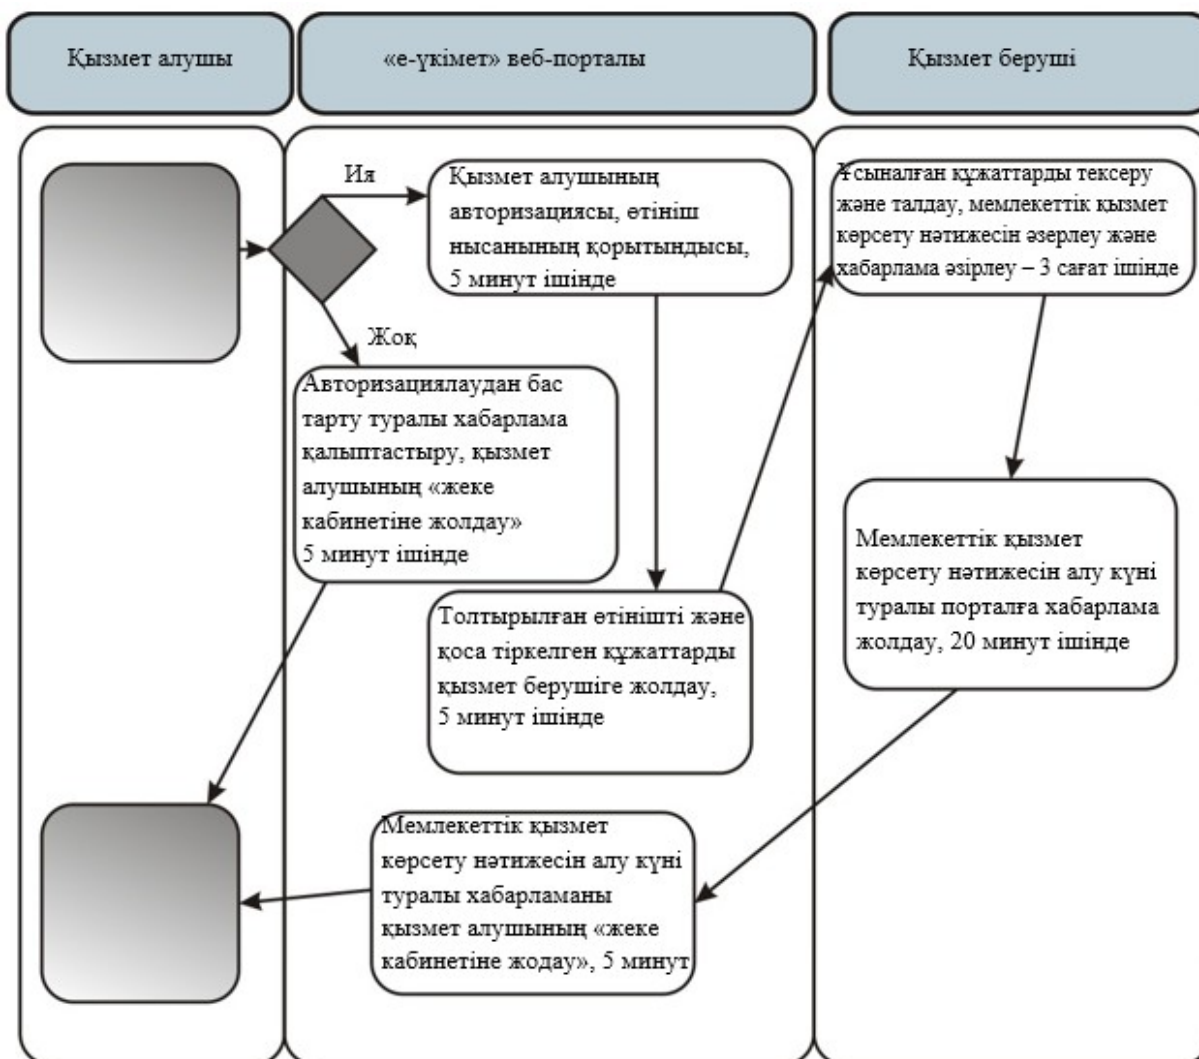 Қызмет алушы
«е-үкімет» веб-порталы
Қызмет беруші
Ия
Қызмет алушының
авторизациясы, өтініш
нысанының қорытындысы,
5 минут ішінде
Ұсыналған құжаттарды тексеру
және талдау, мемлекеттік қызмет
көрсету нәтижесін әзерлеу және
хабарлама әзірлеу – 3 сағат ішінде
Жоқ
Авторизациялаудан бас
тарту туралы хабарлама
қалыптастыру, қызмет
алушының «жеке
кабинетіне жолдау»
5 минут ішінде
Толтырылған өтінішті және
қоса тіркелген құжаттарды
қызмет берушіге жолдау,
5 минут ішінде
Мемлекеттік қызмет
көрсету нәтижесін алу күні
туралы порталға хабарлама
жолдау, 20 минут ішінде
Мемлекеттік қызмет
көрсету нәтижесін алу күні
туралы хабарламаны
қызмет алушының «жеке
кабинетіне жодау», 5 минут